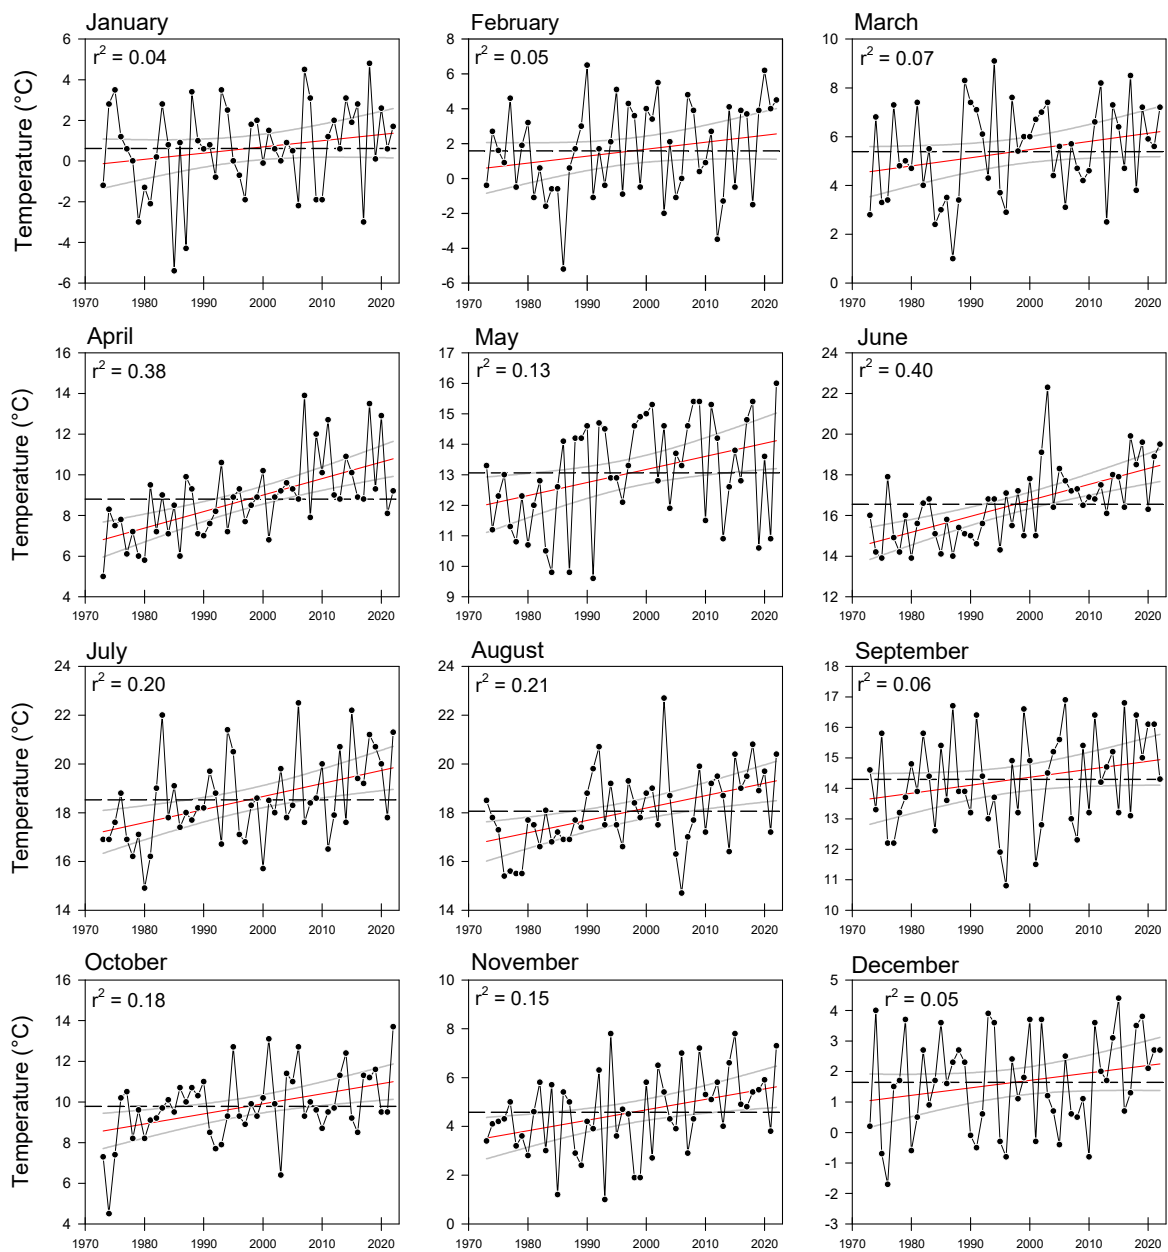 January
February
March
r² = 0.04
r² = 0.05
r² = 0.07
Temperature (°C)
6
4
2
0
-2
-4
-6
8
6
4
2
0
-2
-4
-6
10
8
6
4
2
0
1970 1980 1990 2000 2010 2020
1970 1980 1990 2000 2010 2020
1970 1980 1990 2000 2010 2020
April
May
June
r² = 0.38
r² = 0.13
r² = 0.40
Temperature (°C)
16
14
12
10
8
6
4
17
16
15
14
13
12
11
10
9
24
22
20
18
16
14
12
1970 1980 1990 2000 2010 2020
1970 1980 1990 2000 2010 2020
1970 1980 1990 2000 2010 2020
July
August
September
r² = 0.20
r² = 0.21
r² = 0.06
Temperature (°C)
24
22
20
18
16
14
24
22
20
18
16
14
18
17
16
15
14
13
12
11
10
1970 1980 1990 2000 2010 2020
1970 1980 1990 2000 2010 2020
1970 1980 1990 2000 2010 2020
October
November
December
r² = 0.18
r² = 0.15
r² = 0.05
Temperature (°C)
16
14
12
10
8
6
4
10
8
6
4
2
0
5
4
3
2
1
0
-1
-2
-3
1970 1980 1990 2000 2010 2020
1970 1980 1990 2000 2010 2020
1970 1980 1990 2000 2010 2020